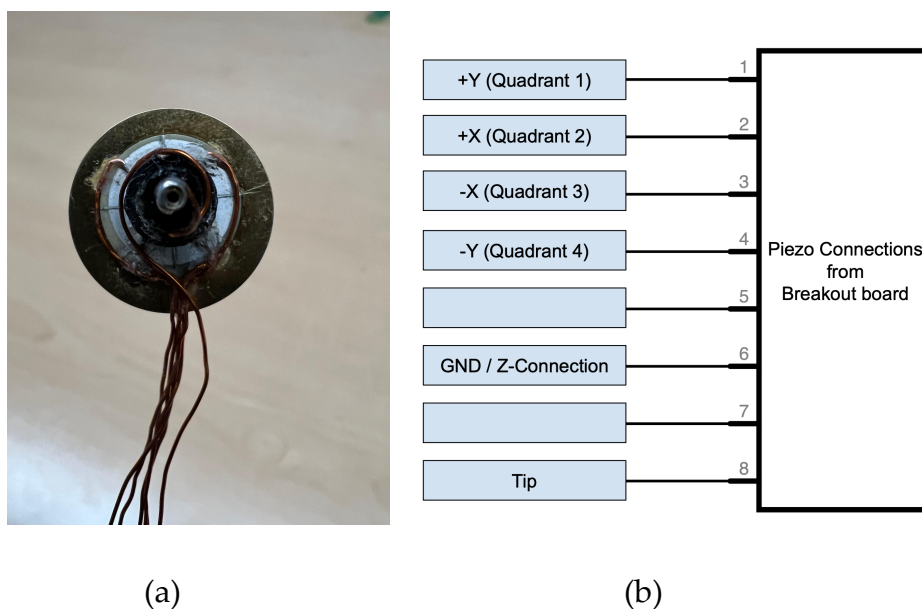 +Y (Quadrant 1)
1
+X (Quadrant 2)
2
-X (Quadrant 3)
3
-Y (Quadrant 4)
4
5
GND / Z-Connection
6
7
Tip
8
Piezo Connections
from
Breakout board
(a)
(b)